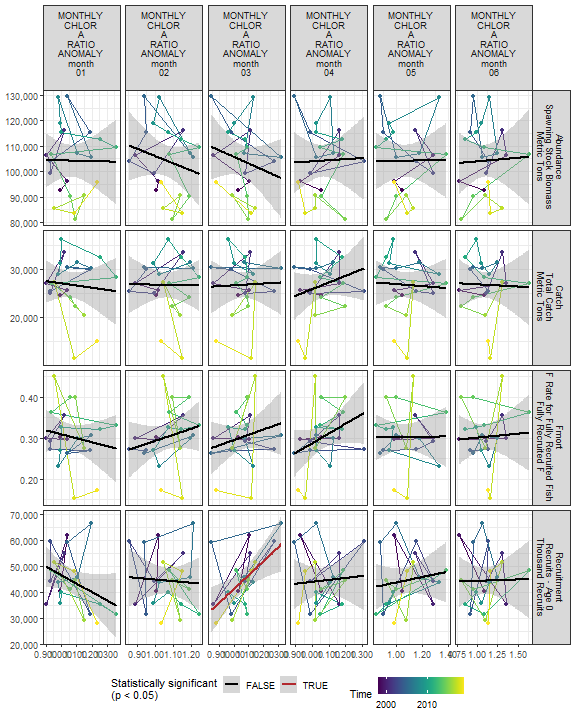 MONTHLY
CHLOR
A
RATIO
ANOMALY
month
01
MONTHLY
CHLOR
A
RATIO
ANOMALY
month
02
MONTHLY
CHLOR
A
RATIO
ANOMALY
month
03
MONTHLY
CHLOR
A
RATIO
ANOMALY
month
04
MONTHLY
CHLOR
A
RATIO
ANOMALY
month
05
MONTHLY
CHLOR
A
RATIO
ANOMALY
month
06
130,000
120,000
110,000
100,000
90,000
80,000
Abundance
Spawning Stock Biomass
Metric Tons
30,000
20,000
Catch
Total Catch
Metric Tons
0.40
0.30
0.20
Fmort
F Rate for Fully Recruited Fish
Fully Recruited F
70,000
60,000
50,000
40,000
30,000
20,000
Recruitment
Recruits - Age 0
Thousand Recruits
1.00 1.20
1.00 1.25 1.50
Statistically significant
(p < 0.05)
FALSE
TRUE
Time
2000 2010